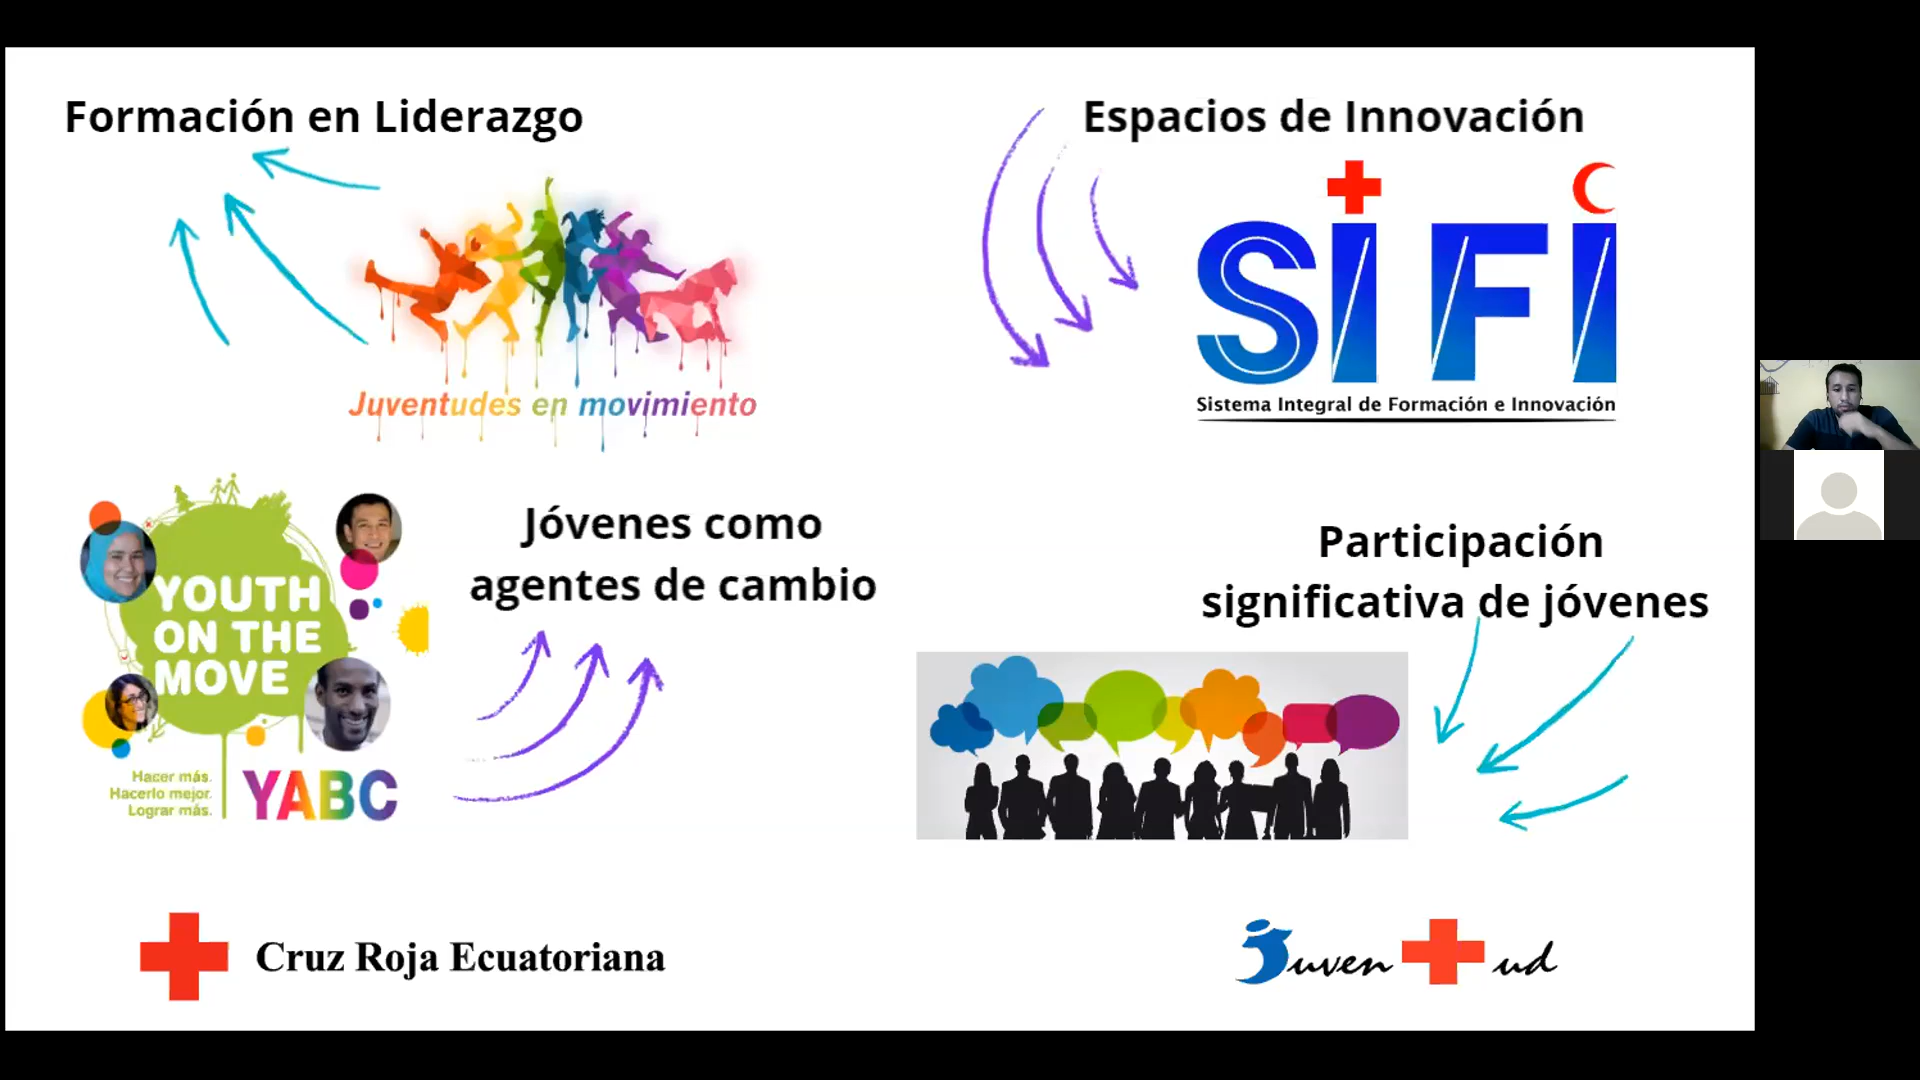 Formación en Liderazgo
Juventudes en movimiento
Espacios de Innovación
SiFi
Sistema Integral de Formación e Innovación
YOUTH
ON THE
MOVE
Hacer más.
Hacerlo mejor.
Lograr más.
YABC
Jóvenes como
agentes de cambio
Participación
significativa de jóvenes
Cruz Roja Ecuatoriana
Juven ud